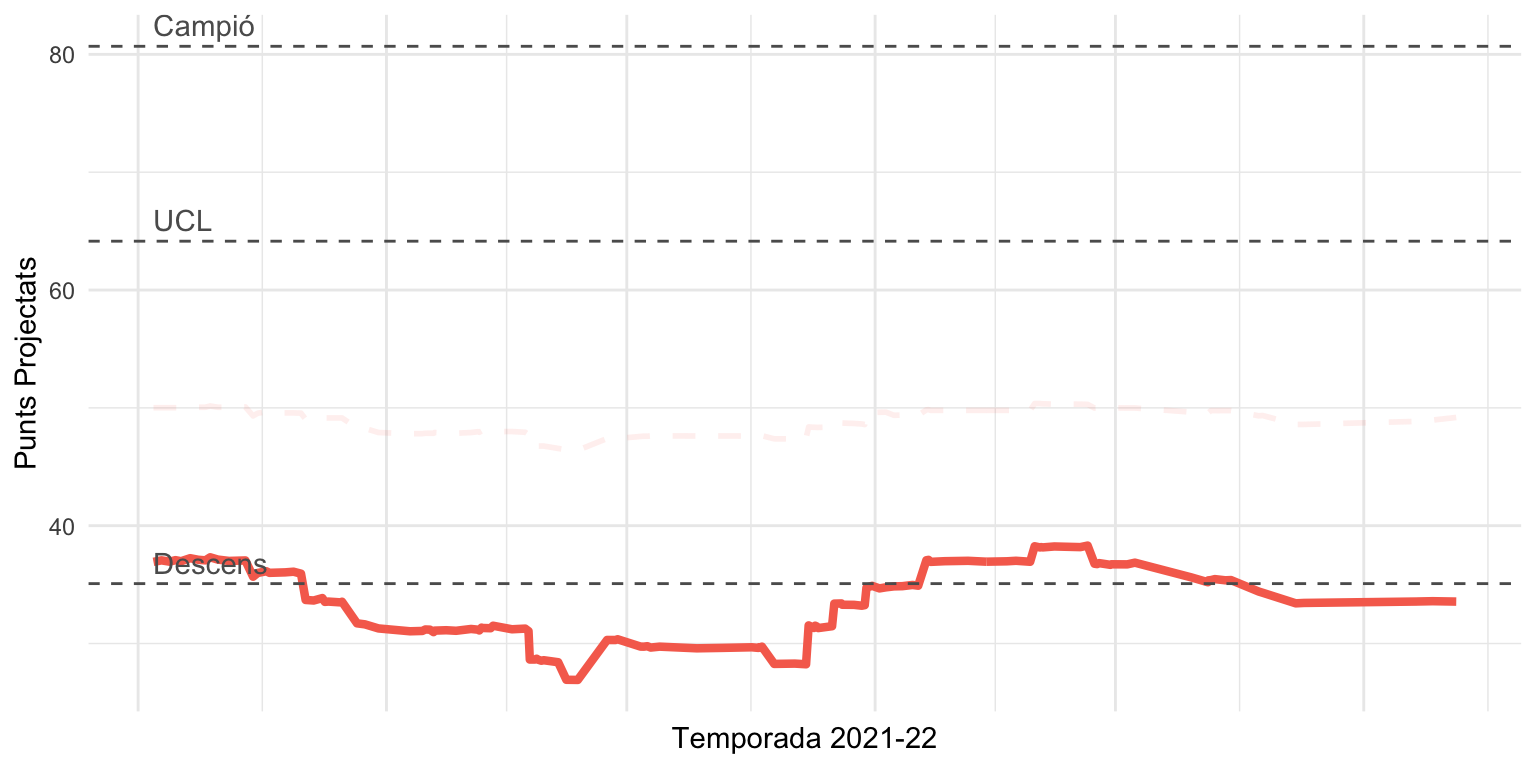 Campió
80
UCL
60
Punts Projectats
40
Descens
Temporada 2021-22